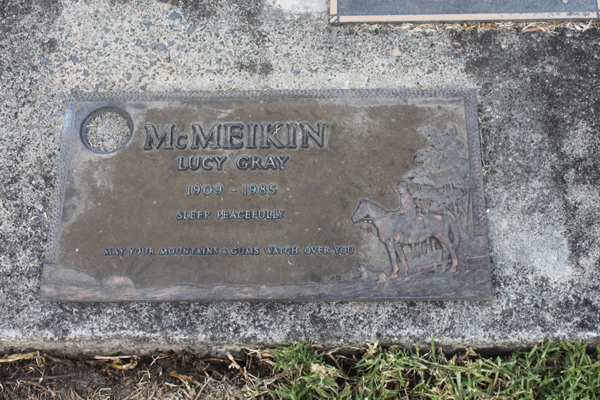 McMEIKIN
LUCY GRAY
1909 - 1985
SLEEP PEACEFULLY
MAY YOUR MOUNTAINS & GUMS WATCH OVER YOU